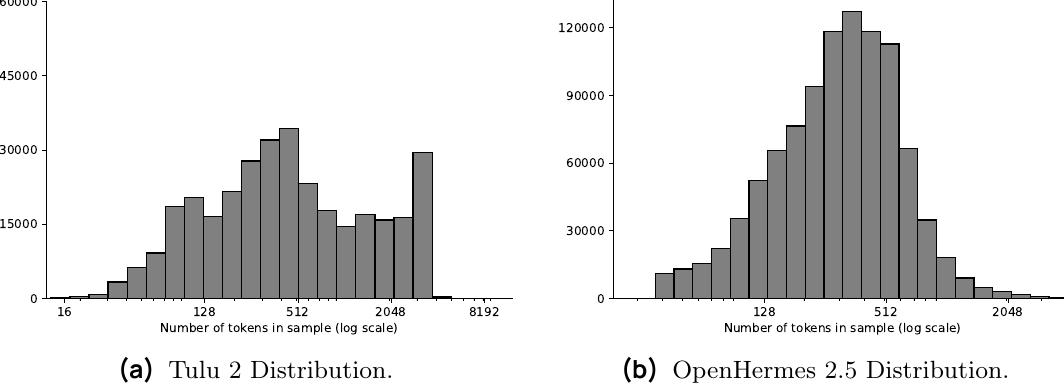 60000
45000
30000
15000
0
16 128 512 2048 8192
Number of tokens in sample (log scale)
(a) Tulu 2 Distribution.
120000
90000
60000
30000
0
128 512 2048
Number of tokens in sample (log scale)
(b) OpenHermes 2.5 Distribution.